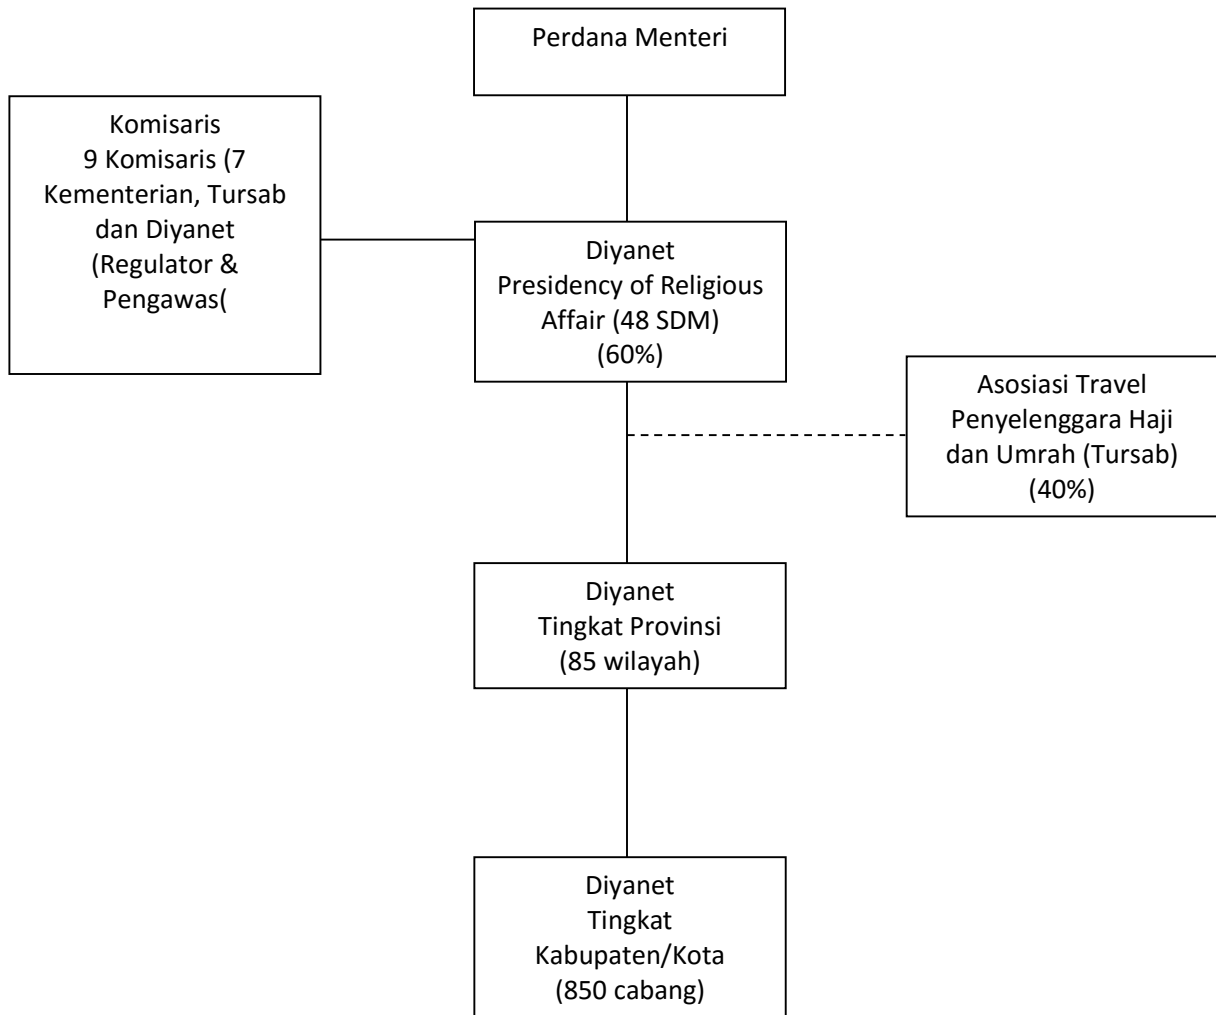 Perdana Menteri
Komisaris
9 Komisaris (7
Kementerian, Tursab
dan Diyanet
(Regulator &
Pengawas(
Diyanet
Presidency of Religious
Affair (48 SDM)
(60%)
Asosiasi Travel
Penyelenggara Haji
dan Umrah (Tursab)
(40%)
Diyanet
Tingkat Provinsi
(85 wilayah)
Diyanet
Tingkat
Kabupaten/Kota
(850 cabang)